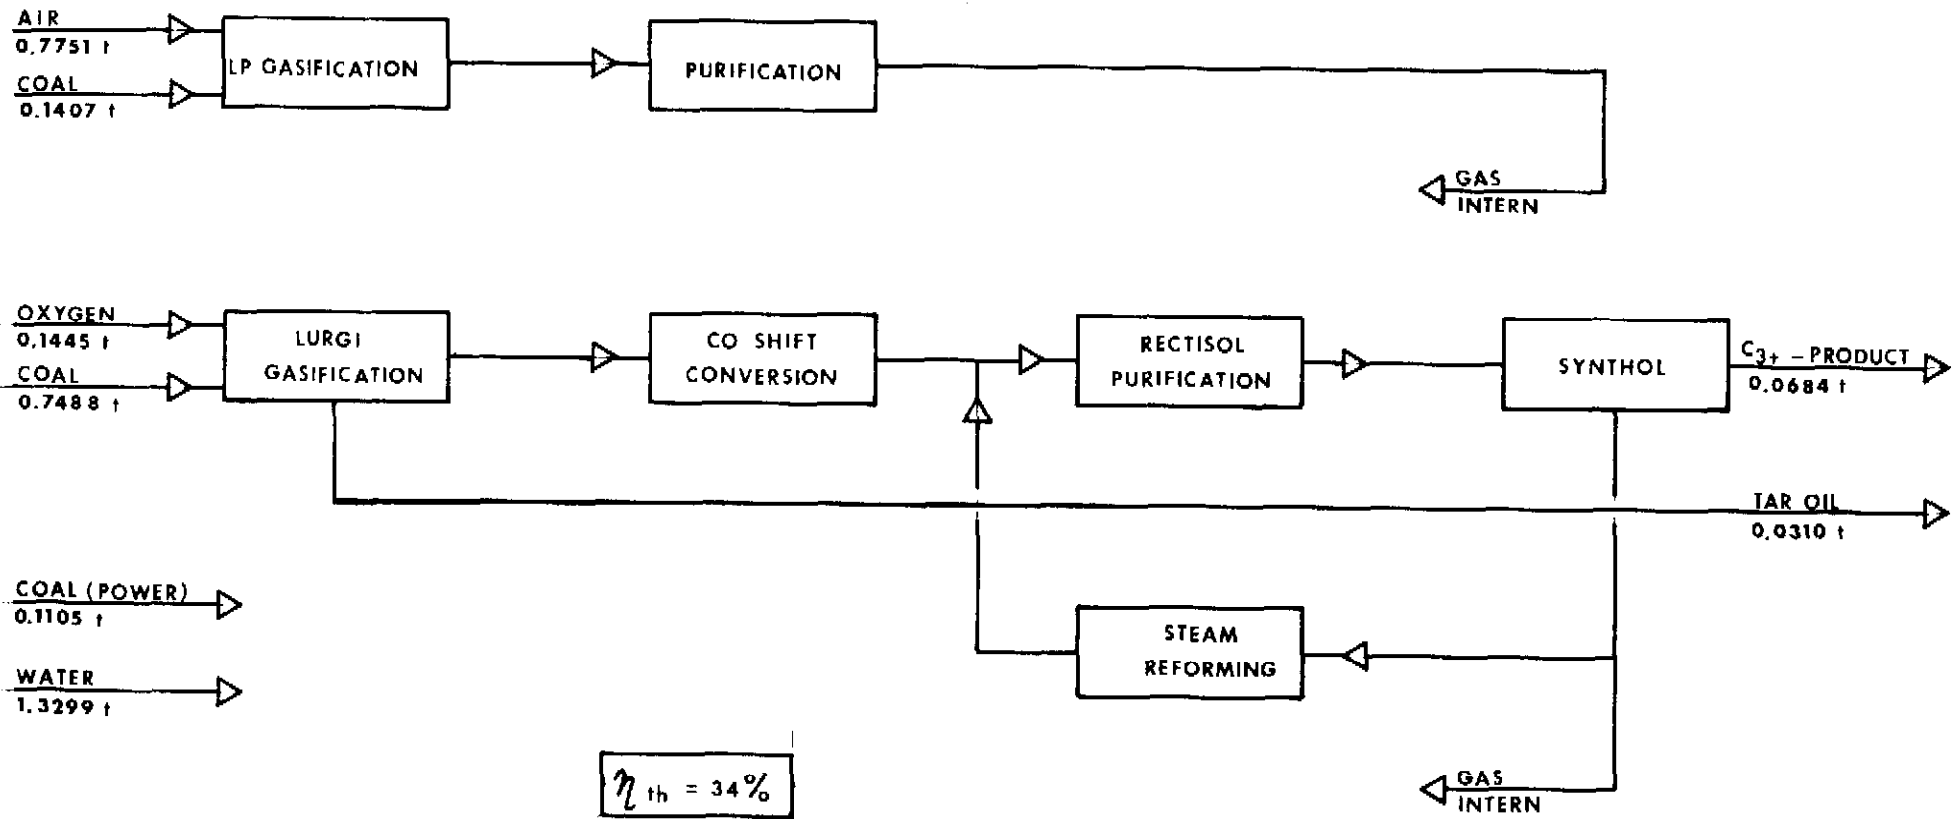 AIR
0.7751 t
COAL
0.1407 t
LP GASIFICATION
PURIFICATION
GAS
INTERN
OXYGEN
0.1445 t
COAL
0.7488 t
LURGI
GASIFICATION
CO SHIFT
CONVERSION
RECTISOL
PURIFICATION
SYNTHOL
C3+ - PRODUCT
0.0684 t
TAR OIL
0.0310 t
COAL (POWER)
0.1105 t
WATER
1.3299 t
STEAM
REFORMING
GAS
INTERN
η th = 34%